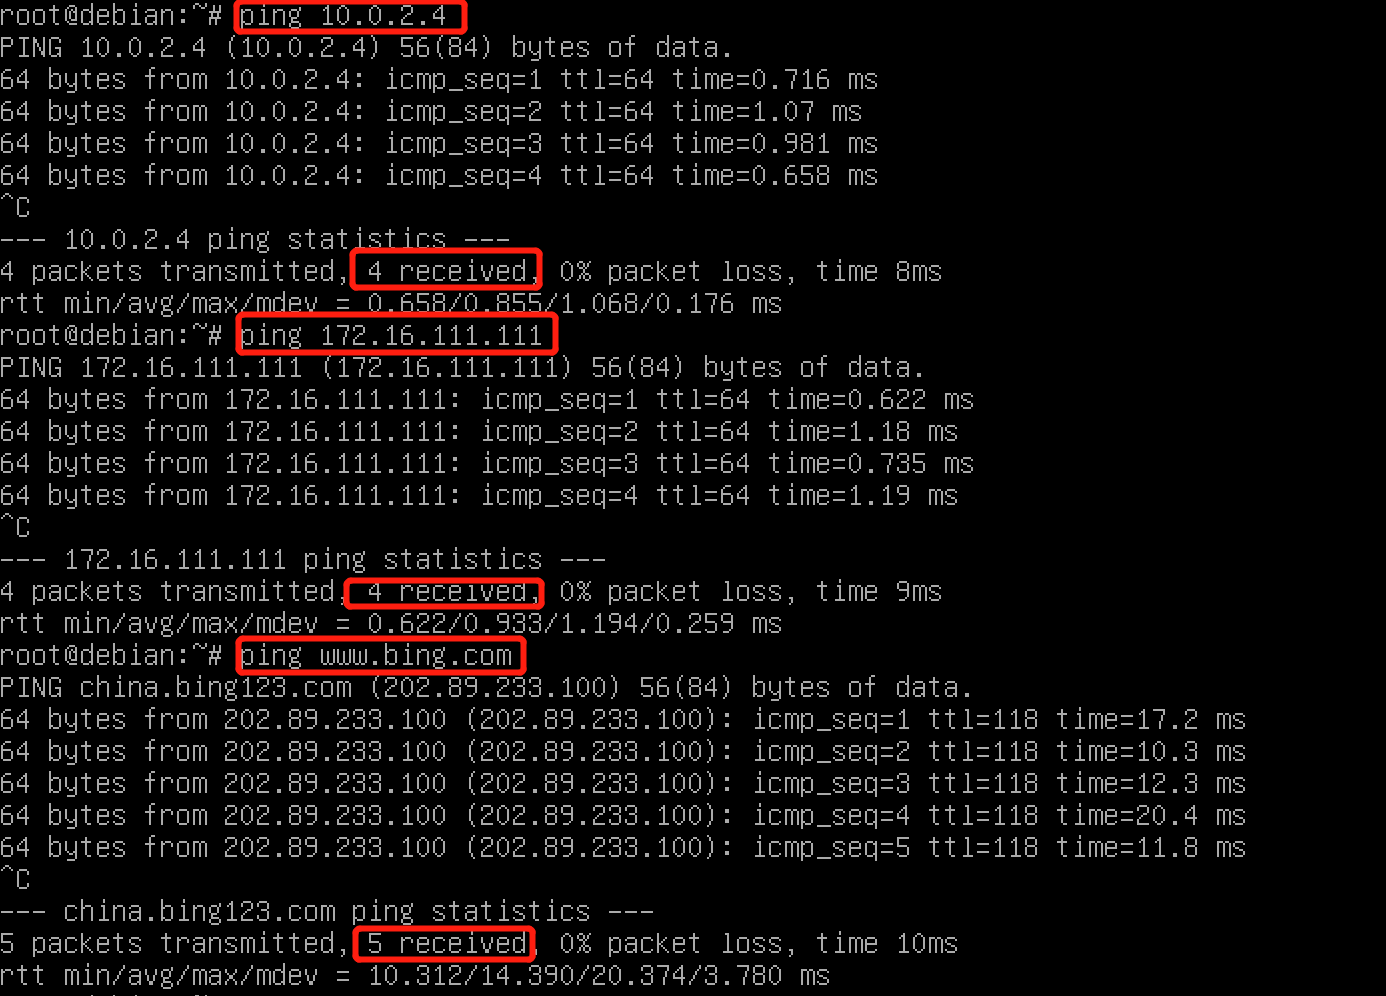 root@debian:~# ping 10.0.2.4
PING 10.0.2.4 (10.0.2.4) 56(84) bytes of data.
64 bytes from 10.0.2.4: icmp_seq=1 ttl=64 time=0.716 ms
64 bytes from 10.0.2.4: icmp_seq=2 ttl=64 time=1.07 ms
64 bytes from 10.0.2.4: icmp_seq=3 ttl=64 time=0.981 ms
64 bytes from 10.0.2.4: icmp_seq=4 ttl=64 time=0.658 ms
^C
--- 10.0.2.4 ping statistics ---
4 packets transmitted, 4 received, 0% packet loss, time 8ms
rtt min/avg/max/mdev = 0.658/0.855/1.068/0.176 ms
root@debian:~# ping 172.16.111.111
PING 172.16.111.111 (172.16.111.111) 56(84) bytes of data.
64 bytes from 172.16.111.111: icmp_seq=1 ttl=64 time=0.622 ms
64 bytes from 172.16.111.111: icmp_seq=2 ttl=64 time=1.18 ms
64 bytes from 172.16.111.111: icmp_seq=3 ttl=64 time=0.735 ms
64 bytes from 172.16.111.111: icmp_seq=4 ttl=64 time=1.19 ms
^C
--- 172.16.111.111 ping statistics ---
4 packets transmitted, 4 received, 0% packet loss, time 9ms
rtt min/avg/max/mdev = 0.622/0.933/1.194/0.259 ms
root@debian:~# ping www.bing.com
PING china.bing123.com (202.89.233.100) 56(84) bytes of data.
64 bytes from 202.89.233.100 (202.89.233.100): icmp_seq=1 ttl=118 time=17.2 ms
64 bytes from 202.89.233.100 (202.89.233.100): icmp_seq=2 ttl=118 time=10.3 ms
64 bytes from 202.89.233.100 (202.89.233.100): icmp_seq=3 ttl=118 time=12.3 ms
64 bytes from 202.89.233.100 (202.89.233.100): icmp_seq=4 ttl=118 time=20.4 ms
64 bytes from 202.89.233.100 (202.89.233.100): icmp_seq=5 ttl=118 time=11.8 ms
^C
--- china.bing123.com ping statistics ---
5 packets transmitted, 5 received, 0% packet loss, time 10ms
rtt min/avg/max/mdev = 10.312/14.390/20.374/3.780 ms